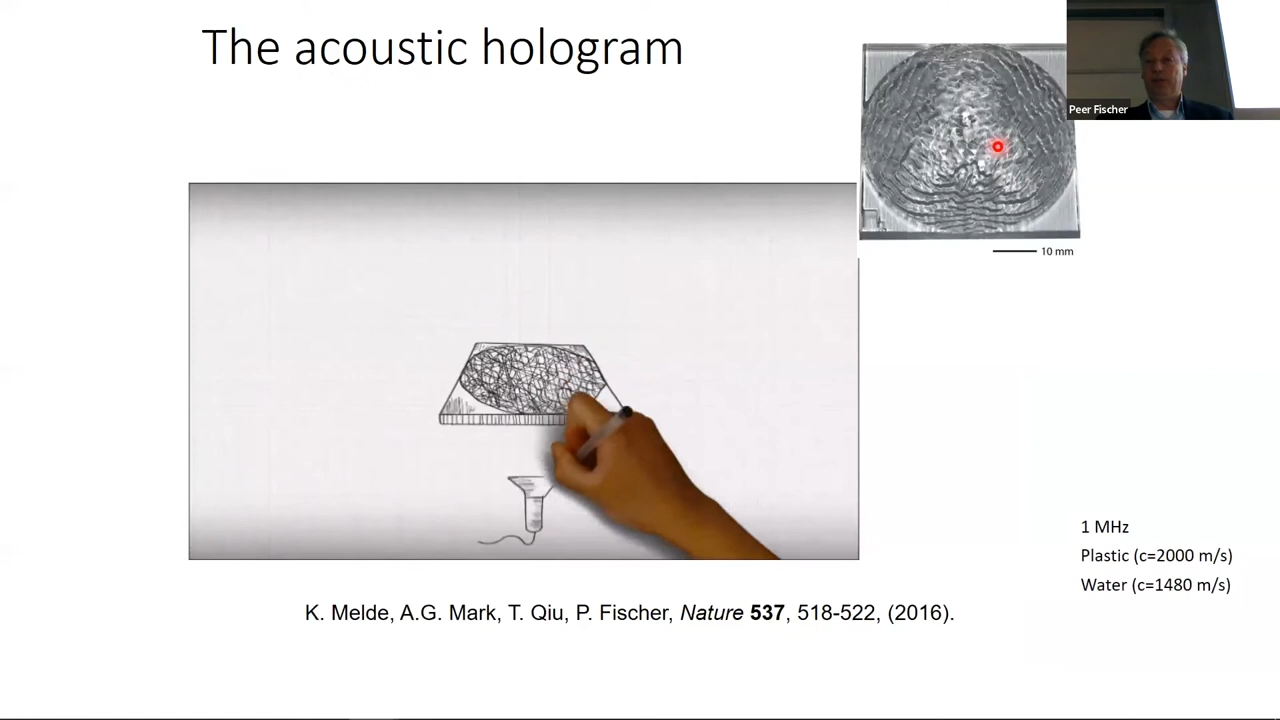 The acoustic hologram
Peer Fischer
10 mm
1 MHz
Plastic (c=2000 m/s)
Water (c=1480 m/s)
K. Melde, A.G. Mark, T. Qiu, P. Fischer, Nature 537, 518-522, (2016).